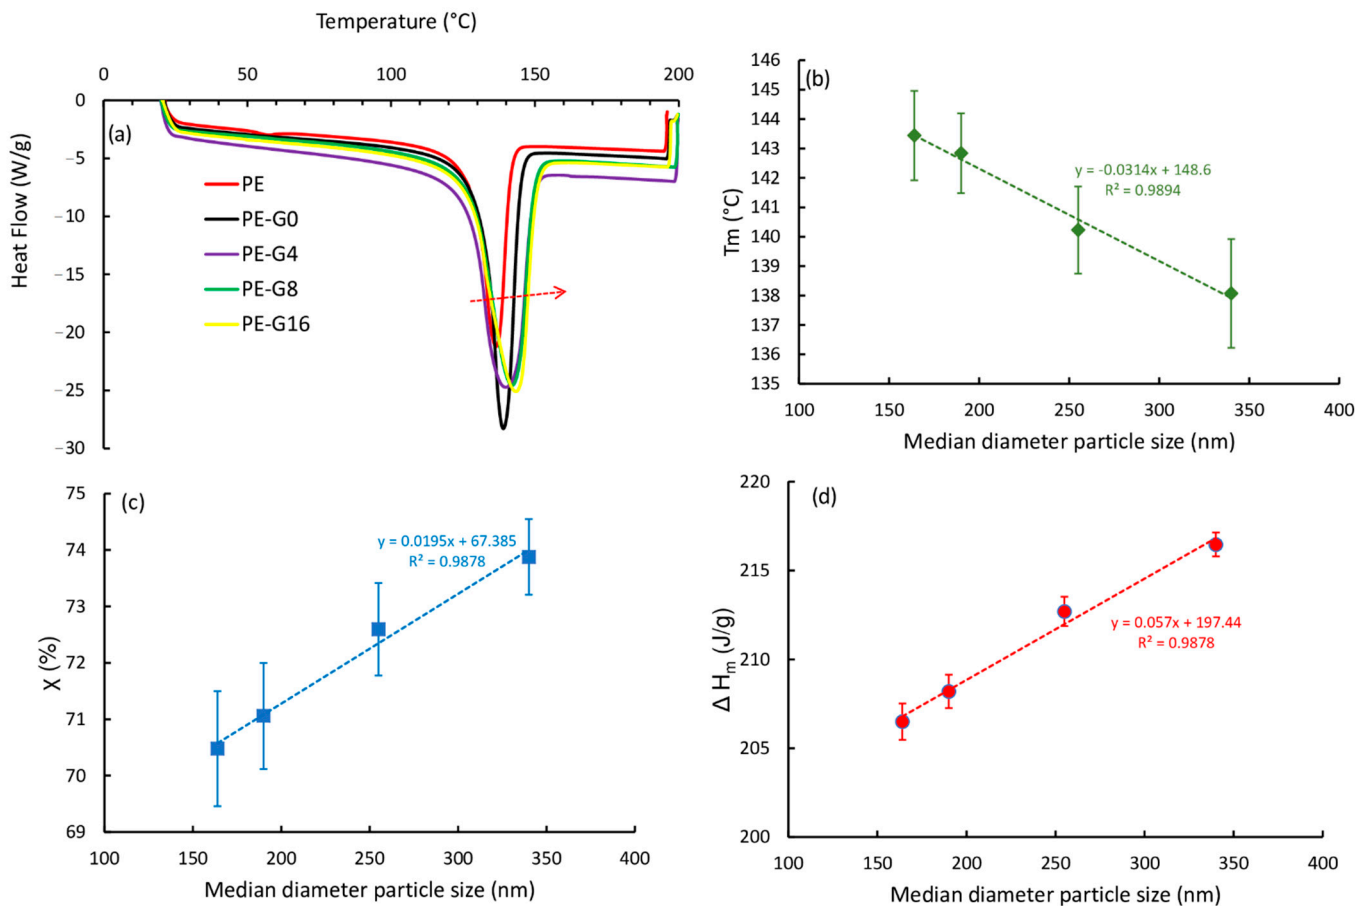 Temperature (°C)
0 50 100 150 200
0
−5
−10
−15
−20
−25
−30
Heat Flow (W/g)
(a)
PE
PE-G0
PE-G4
PE-G8
PE-G16
(b)
146
145
144
143
142
141
140
139
138
137
136
135
Tm (°C)
y = -0.0314x + 148.6
R² = 0.9894
100 150 200 250 300 350 400
Median diameter particle size (nm)
(c)
75
74
73
72
71
70
69
X (%)
y = 0.0195x + 67.385
R² = 0.9878
100 150 200 250 300 350 400
Median diameter particle size (nm)
(d)
220
215
210
205
200
Δ Hm (J/g)
y = 0.057x + 197.44
R² = 0.9878
100 150 200 250 300 350 400
Median diameter particle size (nm)